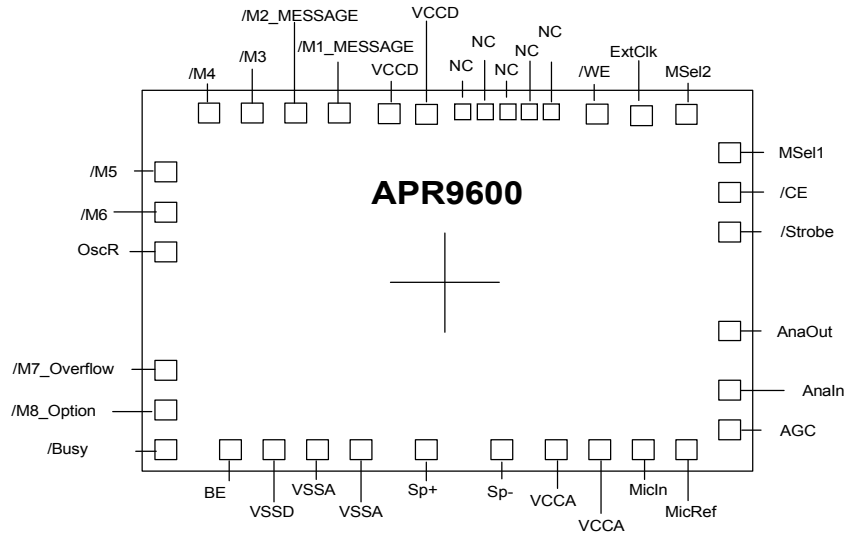 /M2_MESSAGE
VCCD
NC
NC
NC
/M1_MESSAGE
NC
ExtClk
/M3
VCCD
NC
/WE
MSel2
/M4
MSel1
/M5
APR9600
/CE
/M6
/Strobe
OscR
AnaOut
/M7_Overflow
AnaIn
/M8_Option
AGC
/Busy
BE
VSSD
VSSA
VSSA
Sp+
Sp-
VCCA
VCCA
MicIn
MicRef